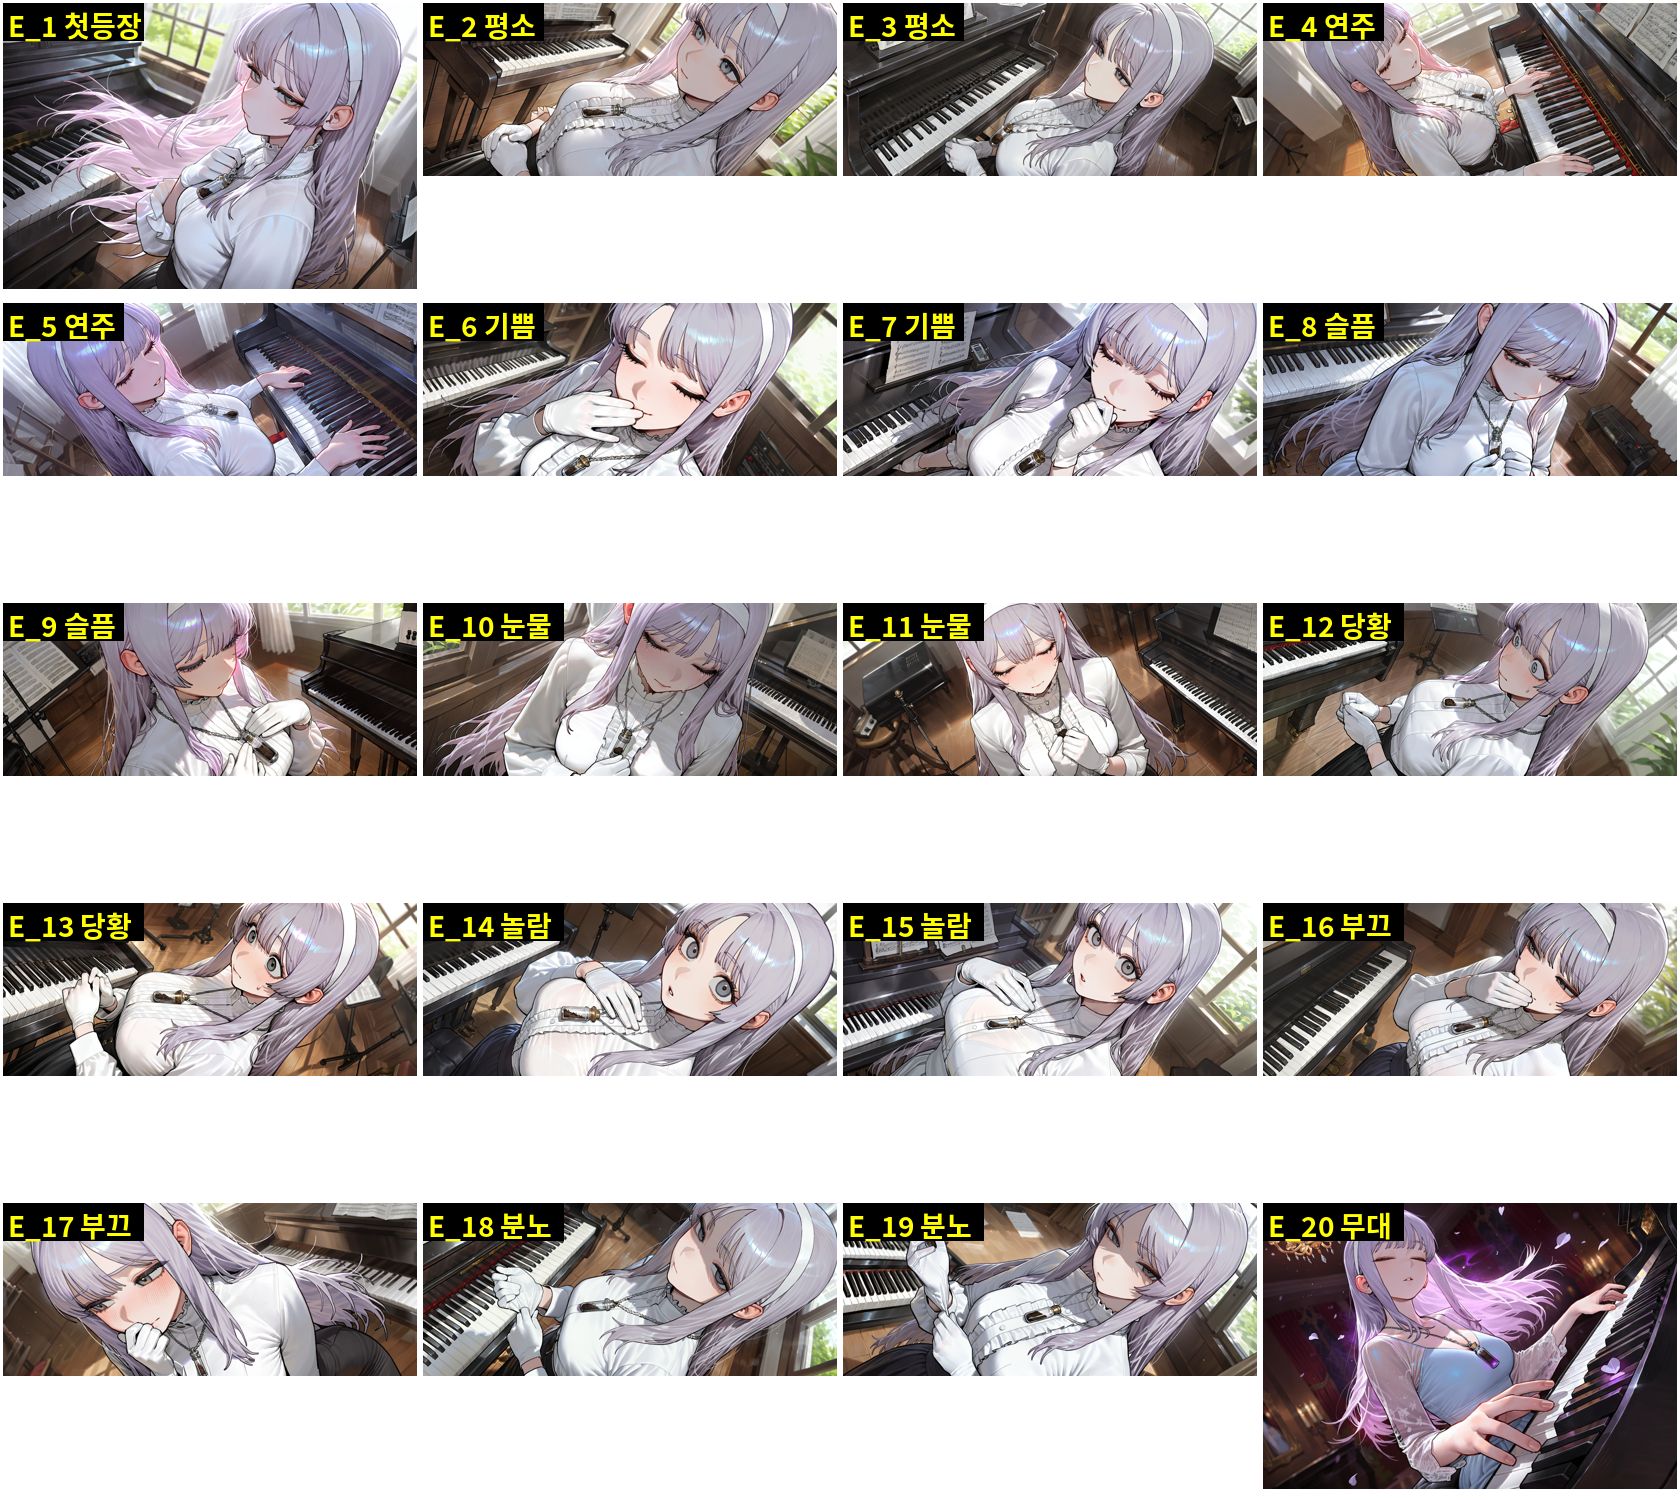 E_1 첫등장
E_2 평소
E_3 평소
E_4 연주
E_5 연주
E_6 기쁨
E_7 기쁨
E_8 슬픔
E_9 슬픔
E_10 눈물
E_11 눈물
E_12 당황
E_13 당황
E_14 놀람
E_15 놀람
E_16 부끄
E_17 부끄
E_18 분노
E_19 분노
E_20 무대